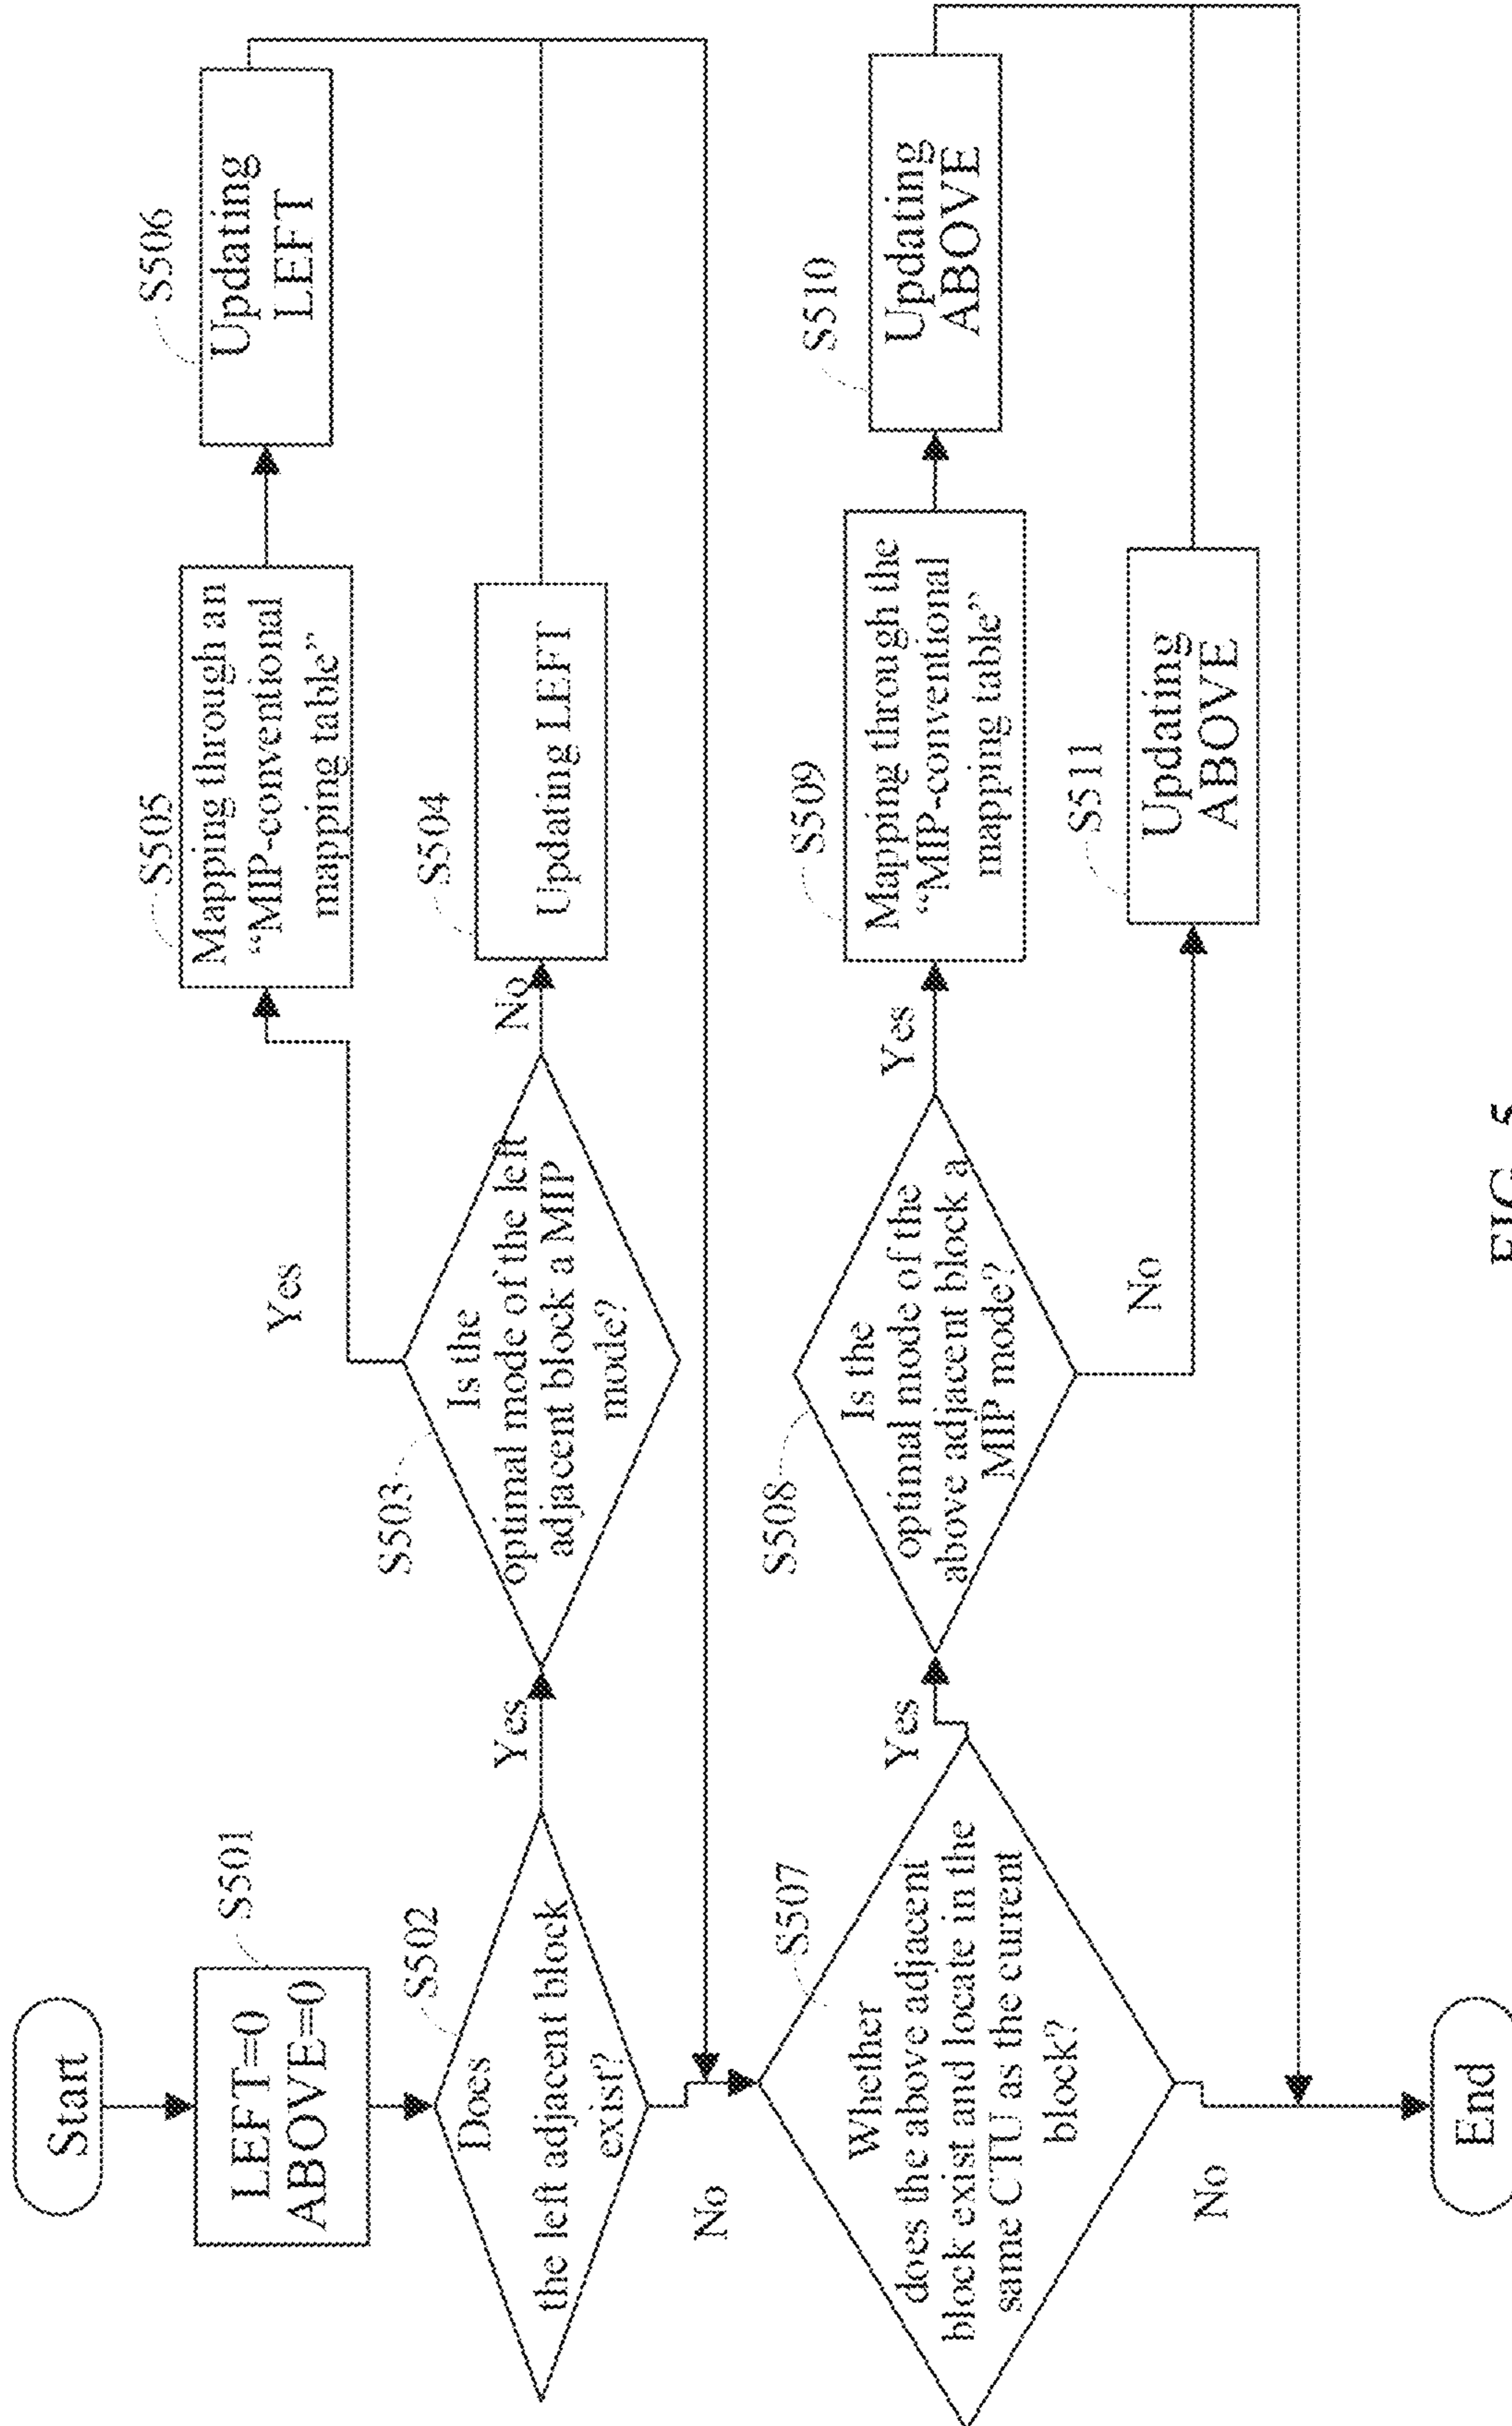 Start
S501
LEFT=0
ABOVE=0
S502
Does
the left adjacent block
exist?
Yes
No
S503
Is the
optimal mode of the left
adjacent block a MIP
mode?
Yes
No
S505
Mapping through an
“MIP-conventional
mapping table”
S506
Updating
LEFT
S504
Updating LEFT
S507
Whether
does the above adjacent
block exist and locate in the
same CTU as the current
block?
Yes
No
S508
Is the
optimal mode of the
above adjacent block a
MIP mode?
Yes
No
S509
Mapping through the
“MIP-conventional
mapping table”
S510
Updating
ABOVE
S511
Updating
ABOVE
End
FIG. 5